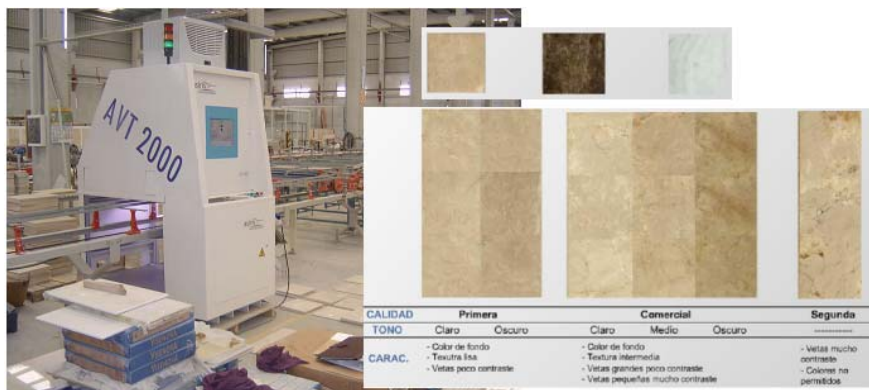 AVT 2000
CALIDAD Primera Comercial Segunda
TONO Claro Oscuro Claro Medio Oscuro -----------
CARAC.
- Color de fondo
- Texutra lisa
- Vetas poco contraste
- Color de fondo
- Textura intermedia
- Vetas grandes poco contraste
- Vetas pequeñas mucho contraste
- Vetas mucho
contraste
- Colores no
permitidos